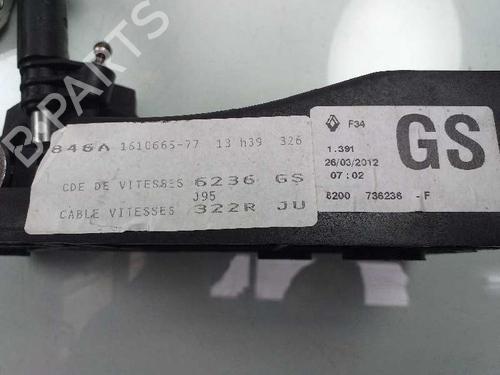 846A 1610665-77 13 h39 326
CDE DE VITESSES 6236 GS
J95
CABLE VITESSES 322R JU
F34
1.391
26/03/2012
07:02
8200 736236 -F
GS
B-PARTS